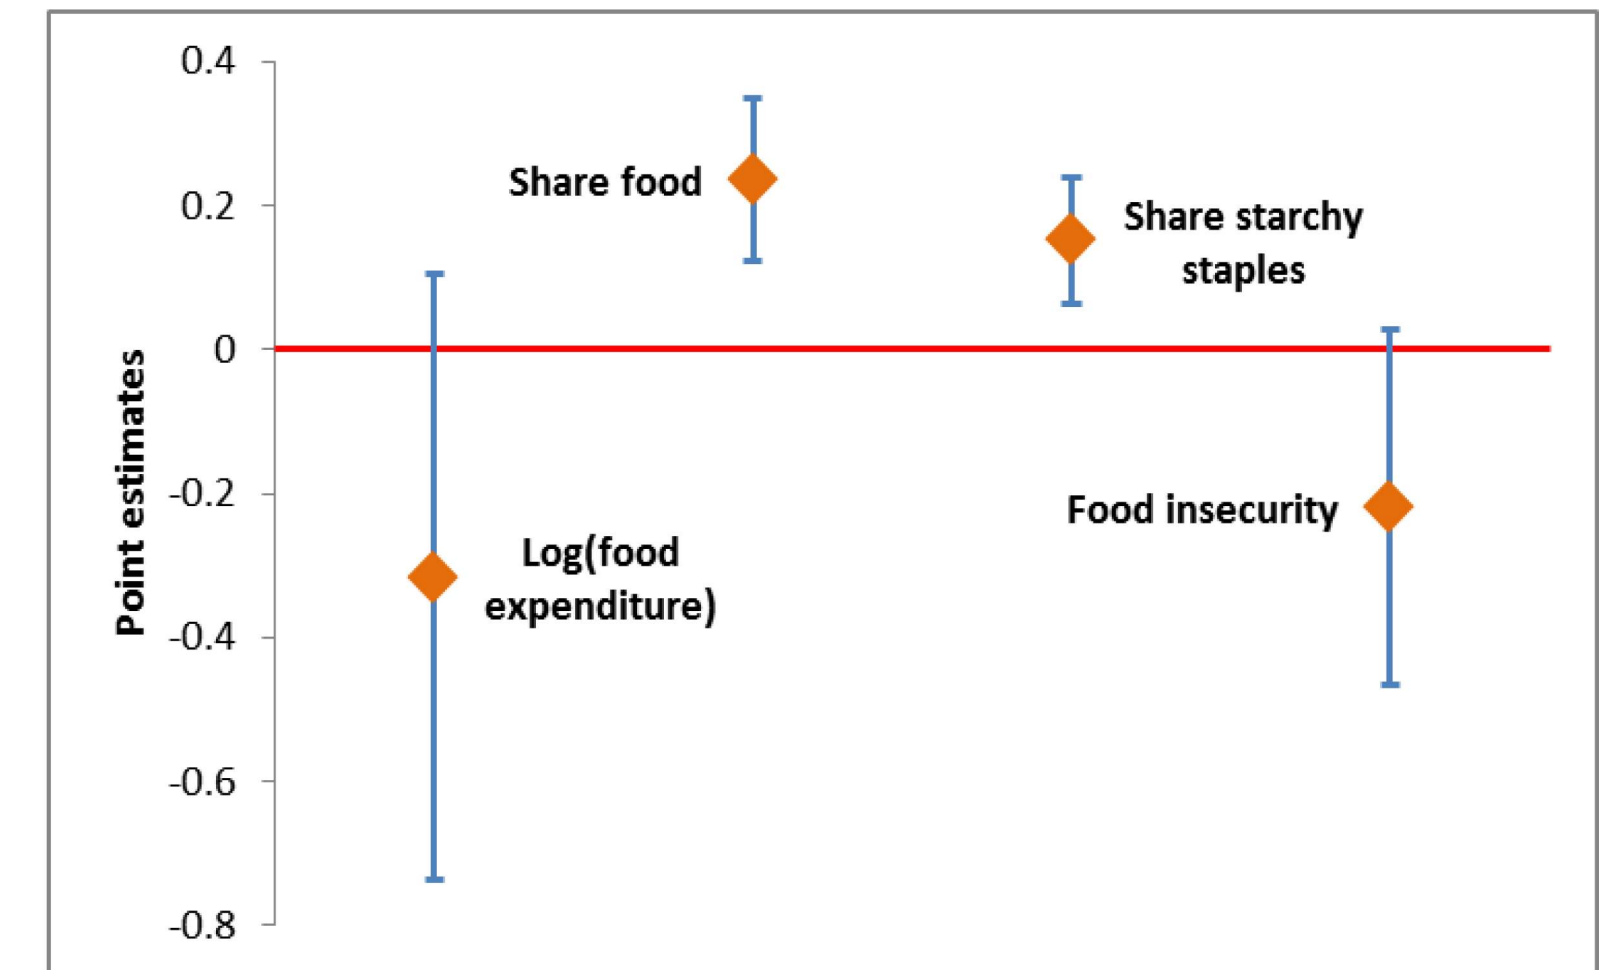 0.4
Share food
0.2
Share starchy
staples
0
Point estimates
-0.2
Food insecurity
Log(food
expenditure)
-0.4
-0.6
-0.8